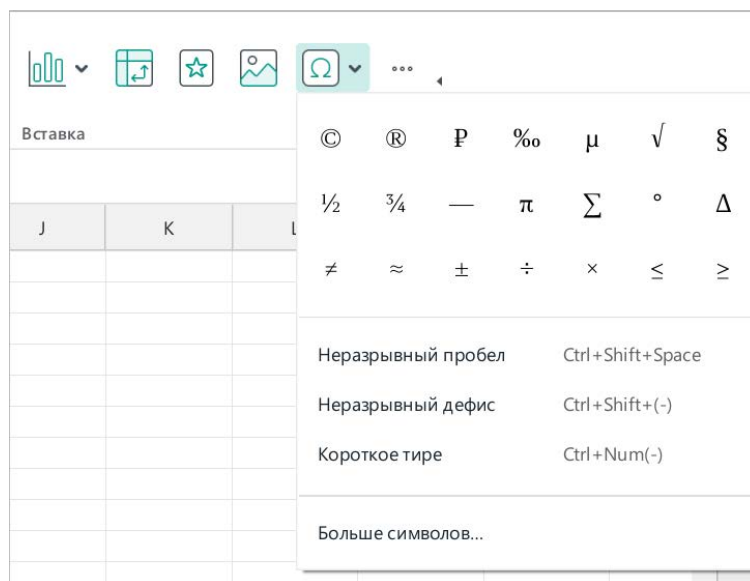 Ω
Вставка
© ® ₽ ‰ µ √ §
½ ¾ — π ∑ ° Δ
≠ ≈ ± ÷ × ≤ ≥
J K
Неразрывный пробел Ctrl+Shift+Space
Неразрывный дефис Ctrl+Shift+(-)
Короткое тире Ctrl+Num(-)
Больше символов...